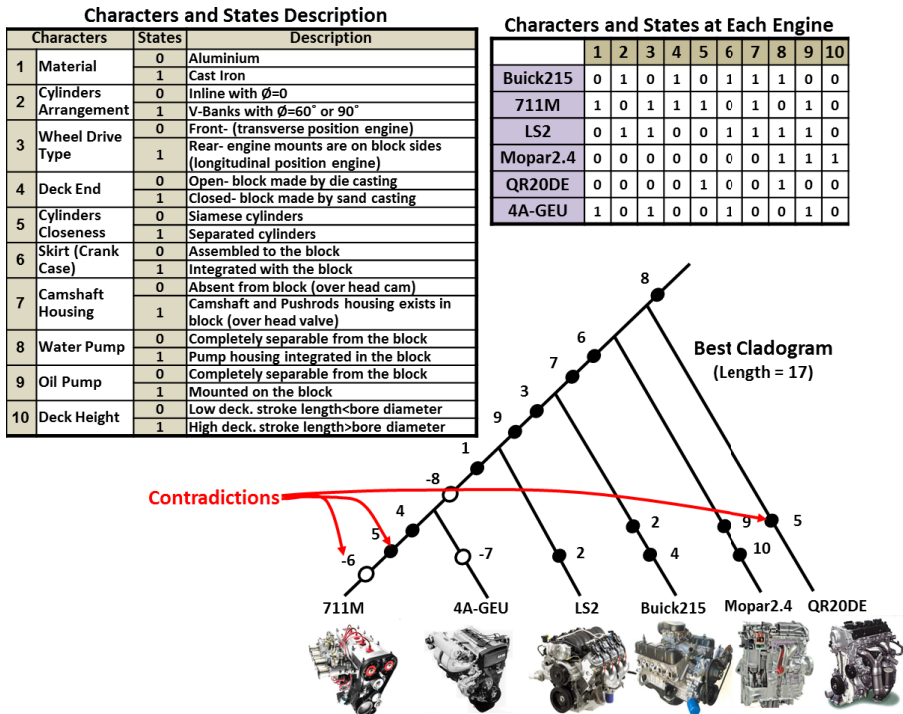 Characters and States Description
Characters States Description
1 Material 0 Aluminium
1 Cast Iron
2 Cylinders Arrangement 0 Inline with Ø=0
1 V-Banks with Ø=60˚ or 90˚
3 Wheel Drive Type 0 Front- (transverse position engine)
1 Rear- engine mounts are on block sides
(longitudinal position engine)
4 Deck End 0 Open- block made by die casting
1 Closed- block made by sand casting
5 Cylinders Closeness 0 Siamese cylinders
1 Separated cylinders
6 Skirt (Crank Case) 0 Assembled to the block
1 Integrated with the block
7 Camshaft Housing 0 Absent from block (over head cam)
1 Camshaft and Pushrods housing exists in
block (over head valve)
8 Water Pump 0 Completely separable from the block
1 Pump housing integrated in the block
9 Oil Pump 0 Completely separable from the block
1 Mounted on the block
10 Deck Height 0 Low deck. stroke length<bore diameter
1 High deck. stroke length>bore diameter
Characters and States at Each Engine
1 2 3 4 5 6 7 8 9 10
Buick215 0 1 0 1 0 1 1 1 0 0
711M 1 0 1 1 1 0 1 0 1 0
LS2 0 1 1 0 0 1 1 1 1 0
Mopar2.4 0 0 0 0 0 0 0 1 1 1
QR20DE 0 0 0 0 1 0 0 1 0 0
4A-GEU 1 0 1 0 0 1 0 0 1 0
8
6
7
3
9
1
-8
4
5
-6
-7
2
2
4
9
10
5
Best Cladogram
(Length = 17)
Contradictions
711M 4A-GEU LS2 Buick215 Mopar2.4 QR20DE